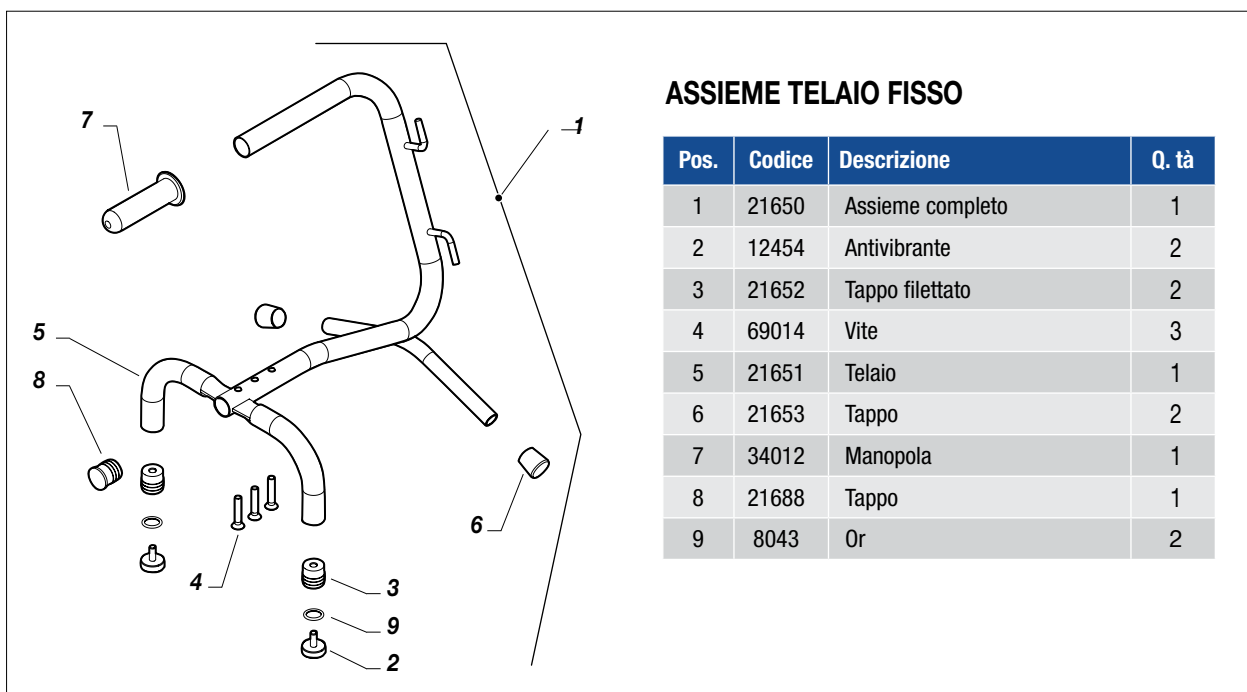 ASSIEME TELAIO FISSO
Pos. Codice Descrizione Q. tà
1 21650 Assieme completo 1
2 12454 Antivibrante 2
3 21652 Tappo filettato 2
4 69014 Vite 3
5 21651 Telaio 1
6 21653 Tappo 2
7 34012 Manopola 1
8 21688 Tappo 1
9 8043 Or 2
7
1
5
8
6
4
3
9
2